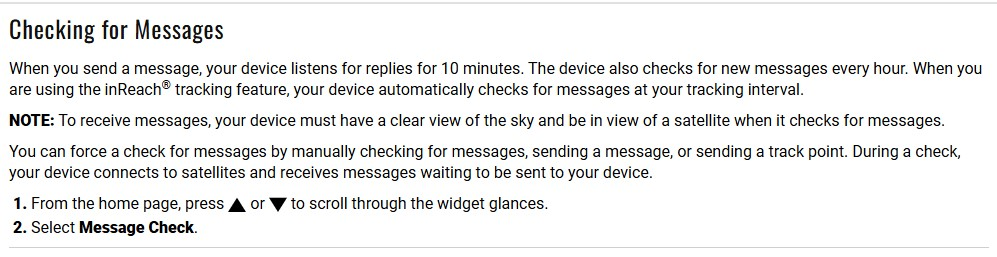 Checking for Messages
When you send a message, your device listens for replies for 10 minutes. The device also checks for new messages every hour. When you
are using the inReach® tracking feature, your device automatically checks for messages at your tracking interval.
NOTE: To receive messages, your device must have a clear view of the sky and be in view of a satellite when it checks for messages.
You can force a check for messages by manually checking for messages, sending a message, or sending a track point. During a check,
your device connects to satellites and receives messages waiting to be sent to your device.
1. From the home page, press ▲ or ▼ to scroll through the widget glances.
2. Select Message Check.